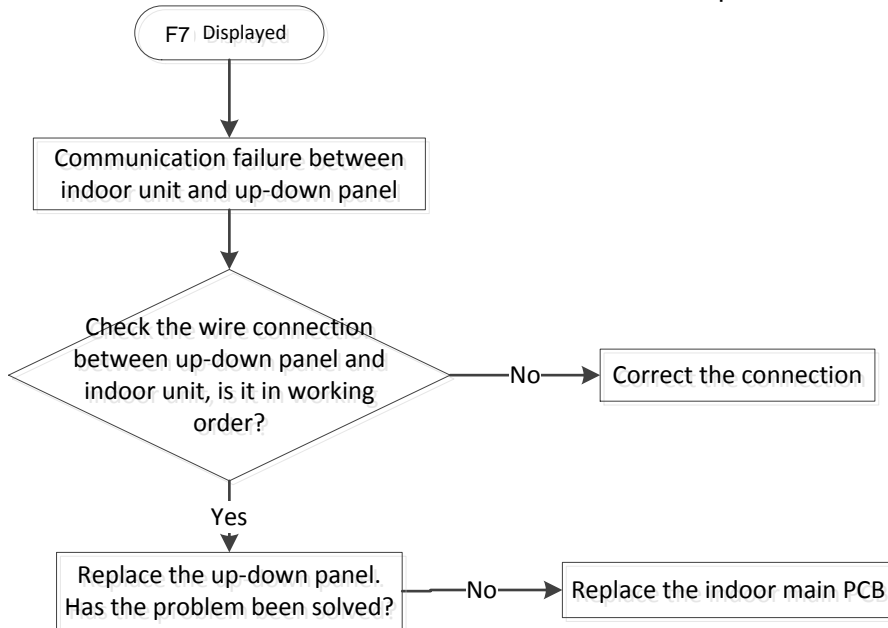 F7 Displayed
Communication failure between
indoor unit and up-down panel
Check the wire connection
between up-down panel and
indoor unit, is it in working
order?
No
Correct the connection
Yes
Replace the up-down panel.
Has the problem been solved?
No
Replace the indoor main PCB